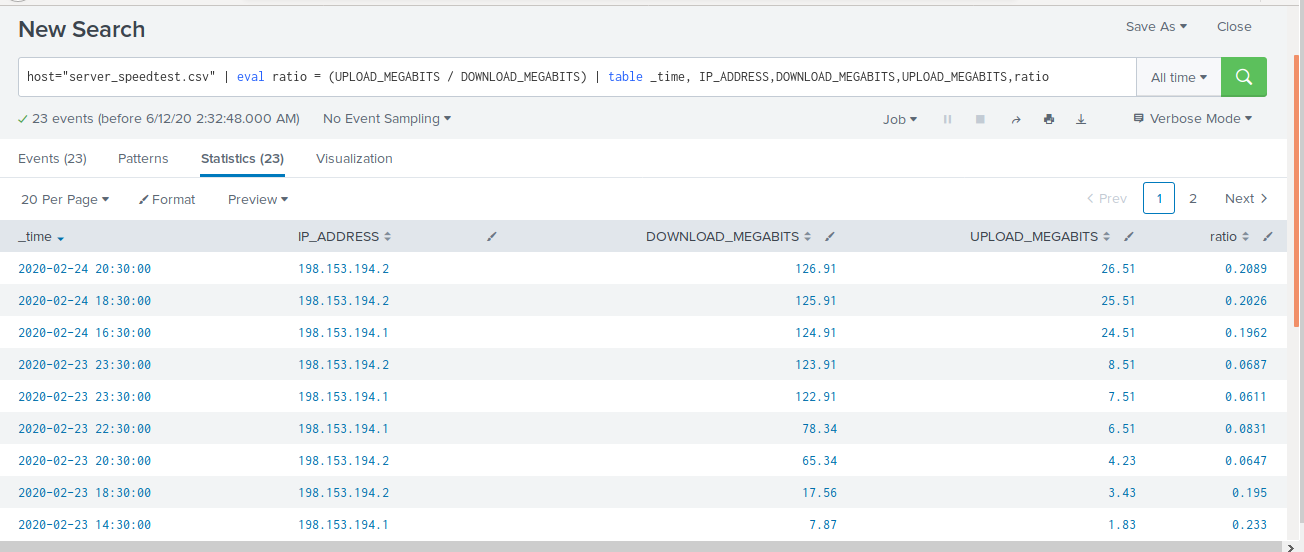 New Search
Save As Close
host="server_speedtest.csv" | eval ratio = (UPLOAD_MEGABITS / DOWNLOAD_MEGABITS) | table _time, IP_ADDRESS,DOWNLOAD_MEGABITS,UPLOAD_MEGABITS,ratio All time
23 events (before 6/12/20 2:32:48.000 AM) No Event Sampling Job Verbose Mode
Events (23) Patterns Statistics (23) Visualization
20 Per Page Format Preview Prev 1 2 Next
_time IP_ADDRESS DOWNLOAD_MEGABITS UPLOAD_MEGABITS ratio
2020-02-24 20:30:00 198.153.194.2 126.91 26.51 0.2089
2020-02-24 18:30:00 198.153.194.2 125.91 25.51 0.2026
2020-02-24 16:30:00 198.153.194.1 124.91 24.51 0.1962
2020-02-23 23:30:00 198.153.194.2 123.91 8.51 0.0687
2020-02-23 23:30:00 198.153.194.1 122.91 7.51 0.0611
2020-02-23 22:30:00 198.153.194.1 78.34 6.51 0.0831
2020-02-23 20:30:00 198.153.194.2 65.34 4.23 0.0647
2020-02-23 18:30:00 198.153.194.2 17.56 3.43 0.195
2020-02-23 14:30:00 198.153.194.1 7.87 1.83 0.233